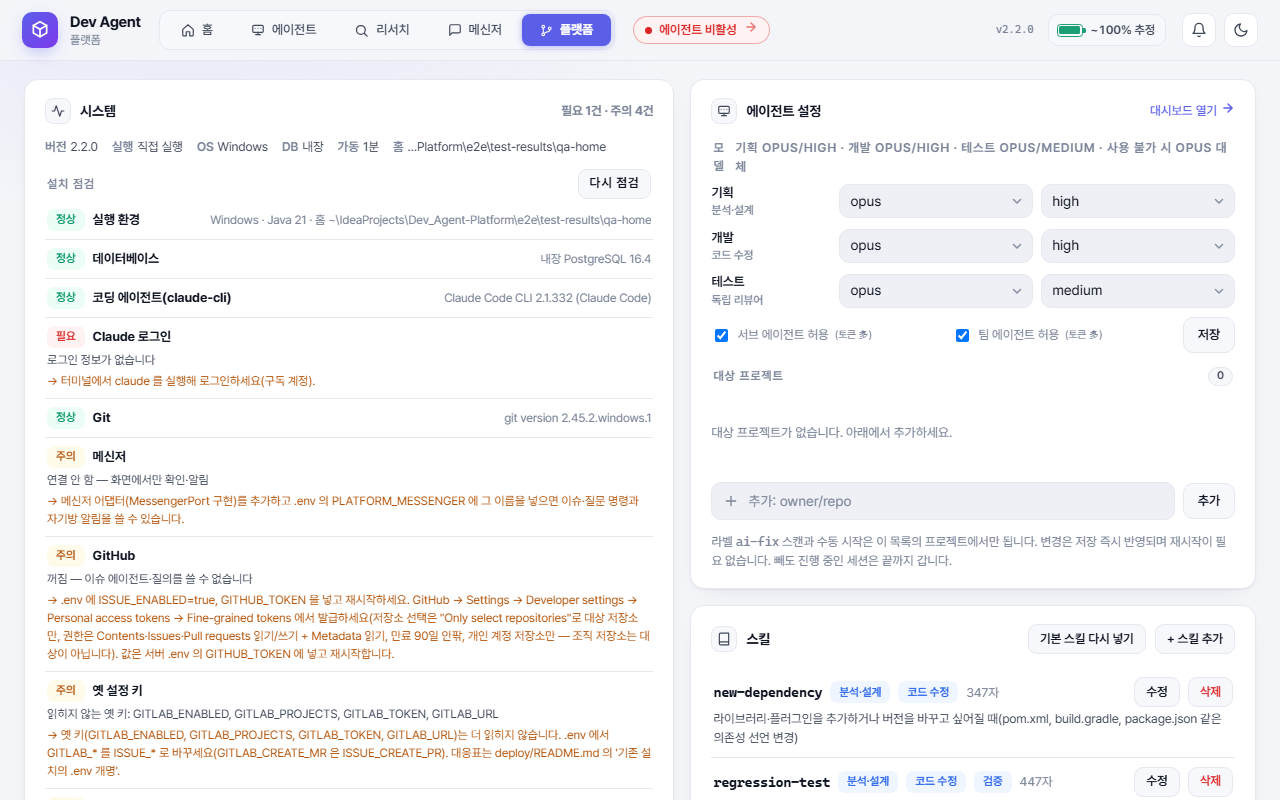 Dev Agent
플랫폼
홈
에이전트
리서치
메신저
플랫폼
에이전트 비활성 →
v2.2.0
~100% 추정
시스템
필요 1건 · 주의 4건
버전 2.2.0 실행 직접 실행 OS Windows DB 내장 가동 1분 홈 ...Platform\e2e\test-results\qa-home
설치 점검
다시 점검
정상 실행 환경 Windows · Java 21 · 홈 ~\IdeaProjects\Dev_Agent-Platform\e2e\test-results\qa-home
정상 데이터베이스 내장 PostgreSQL 16.4
정상 코딩 에이전트(claude-cli) Claude Code CLI 2.1.332 (Claude Code)
필요 Claude 로그인
로그인 정보가 없습니다
→ 터미널에서 claude 를 실행해 로그인하세요(구독 계정).
정상 Git git version 2.45.2.windows.1
주의 메신저
연결 안 함 — 화면에서만 확인·알림
→ 메신저 어댑터(MessengerPort 구현)를 추가하고 .env 의 PLATFORM_MESSENGER 에 그 이름을 넣으면 이슈·질문 명령과
자기방 알림을 쓸 수 있습니다.
주의 GitHub
꺼짐 — 이슈 에이전트·질의를 쓸 수 없습니다
→ .env 에 ISSUE_ENABLED=true, GITHUB_TOKEN 을 넣고 재시작하세요. GitHub → Settings → Developer settings →
Personal access tokens → Fine-grained tokens 에서 발급하세요(저장소 선택은 "Only select repositories"로 대상 저장소
만, 권한은 Contents·Issues·Pull requests 읽기/쓰기 + Metadata 읽기, 만료 90일 안팎, 개인 계정 저장소만 — 조직 저장소는 대
상이 아닙니다). 값은 서버 .env 의 GITHUB_TOKEN 에 넣고 재시작합니다.
주의 옛 설정 키
읽히지 않는 옛 키: GITLAB_ENABLED, GITLAB_PROJECTS, GITLAB_TOKEN, GITLAB_URL
→ 옛 키(GITLAB_ENABLED, GITLAB_PROJECTS, GITLAB_TOKEN, GITLAB_URL)는 더 읽히지 않습니다. .env 에서
GITLAB_* 를 ISSUE_* 로 바꾸세요(GITLAB_CREATE_MR 은 ISSUE_CREATE_PR). 대응표는 deploy/README.md 의 '기존 설
치의 .env 개명'.
에이전트 설정
대시보드 열기 →
모 기획 OPUS/HIGH · 개발 OPUS/HIGH · 테스트 OPUS/MEDIUM · 사용 불가 시 OPUS 대
델 체
기획
분석·설계
opus
high
개발
코드 수정
opus
high
테스트
독립 리뷰어
opus
medium
서브 에이전트 허용 (토큰 多)
팀 에이전트 허용 (토큰 多)
저장
대상 프로젝트
0
대상 프로젝트가 없습니다. 아래에서 추가하세요.
추가: owner/repo
추가
라벨 ai-fix 스캔과 수동 시작은 이 목록의 프로젝트에서만 됩니다. 변경은 저장 즉시 반영되며 재시작이 필
요 없습니다. 빼도 진행 중인 세션은 끝까지 갑니다.
스킬
기본 스킬 다시 넣기
+ 스킬 추가
new-dependency 분석·설계 코드 수정 347자 수정 삭제
라이브러리·플러그인을 추가하거나 버전을 바꾸고 싶어질 때(pom.xml, build.gradle, package.json 같은
의존성 선언 변경)
regression-test 분석·설계 코드 수정 검증 447자 수정 삭제